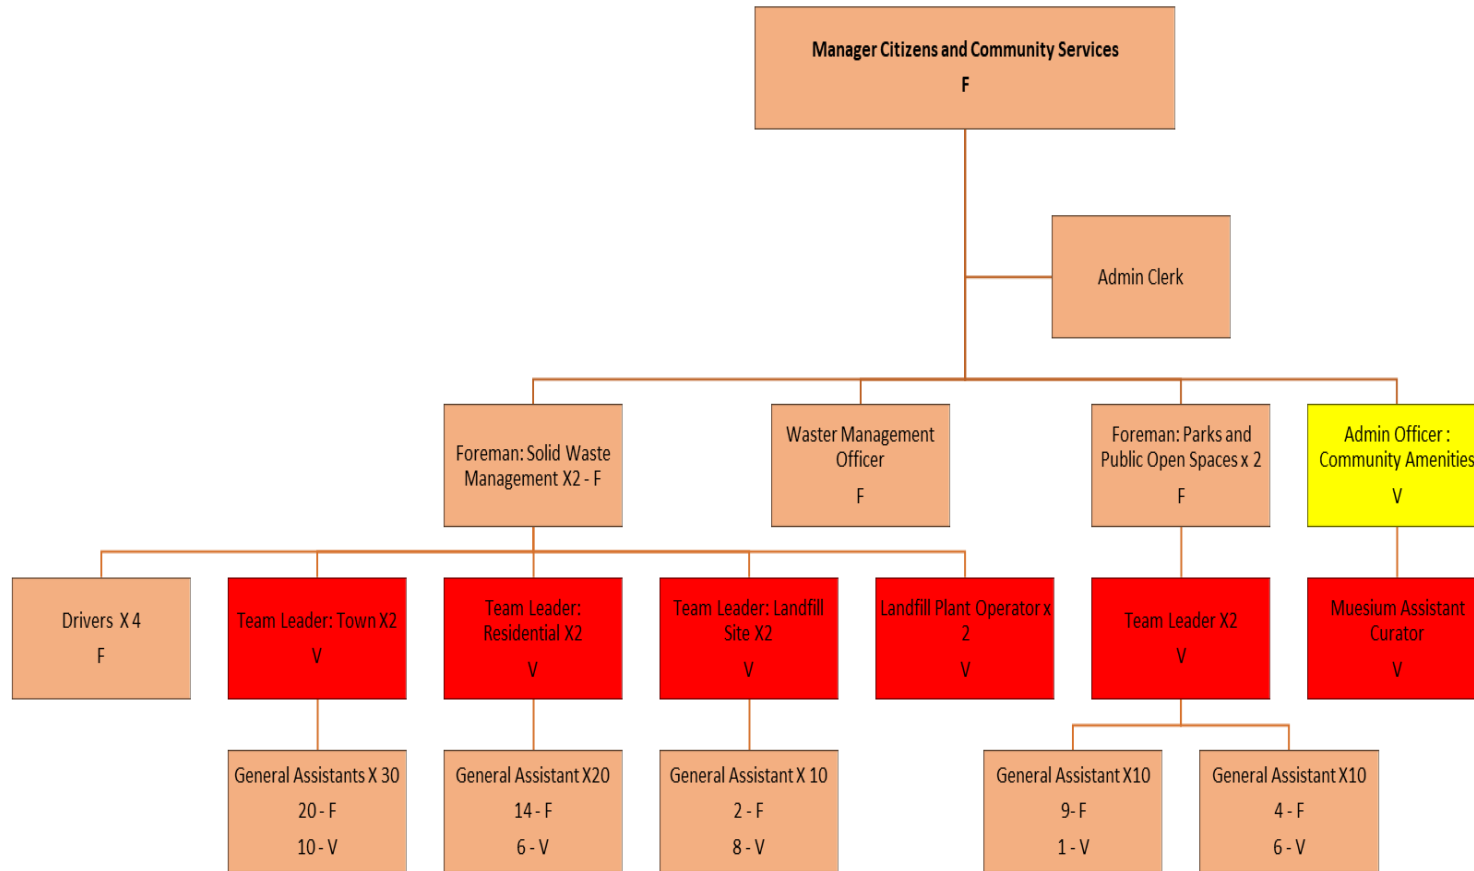 Manager Citizens and Community Services
F
Admin Clerk
Foreman: Solid Waste
Management X2 - F
Waster Management
Officer
F
Foreman: Parks and
Public Open Spaces x 2
F
Admin Officer :
Community Amenities
V
Drivers X 4
F
Team Leader: Town X2
V
Team Leader:
Residential X2
V
Team Leader: Landfill
Site X2
V
Landfill Plant Operator x
2
V
Team Leader X2
V
Muesium Assistant
Curator
V
General Assistants X 30
20 - F
10 - V
General Assistant X20
14 - F
6 - V
General Assistant X 10
2 - F
8 - V
General Assistant X10
9- F
1 - V
General Assistant X10
4 - F
6 - V